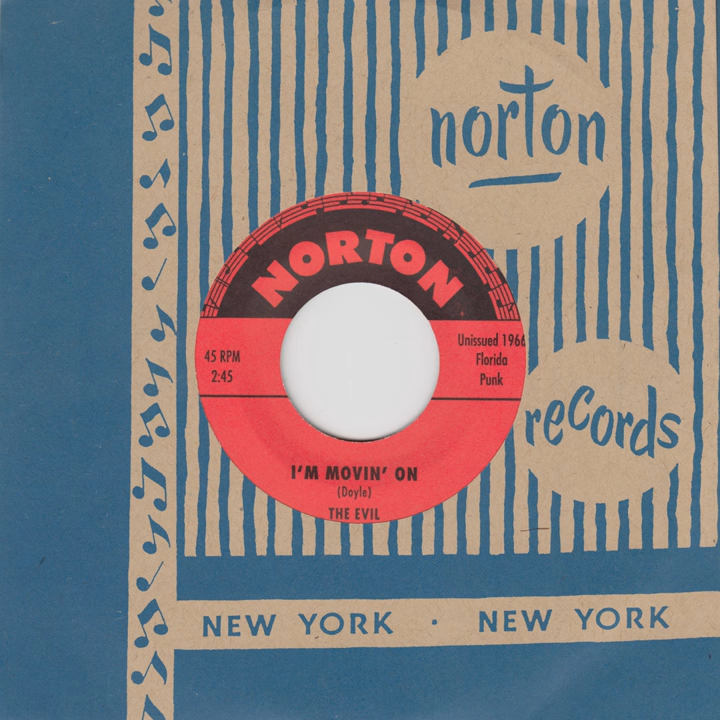 norton
NORTON
45 RPM
2:45
Unissued 1966
Florida
Punk
records
I'M MOVIN' ON
(Doyle)
THE EVIL
NEW YORK · NEW YORK